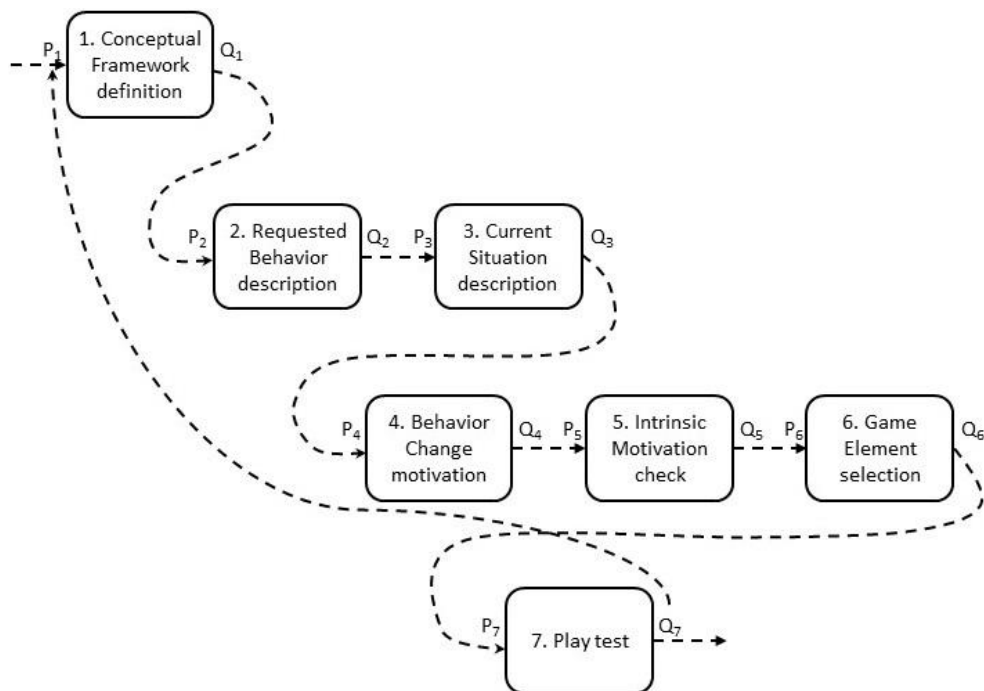 P₁
1. Conceptual
Framework
definition
Q₁
P₂
2. Requested
Behavior
description
Q₂
P₃
3. Current
Situation
description
Q₃
P₄
4. Behavior
Change
motivation
Q₄
P₅
5. Intrinsic
Motivation
check
Q₅
P₆
6. Game
Element
selection
Q₆
P₇
7. Play test
Q₇